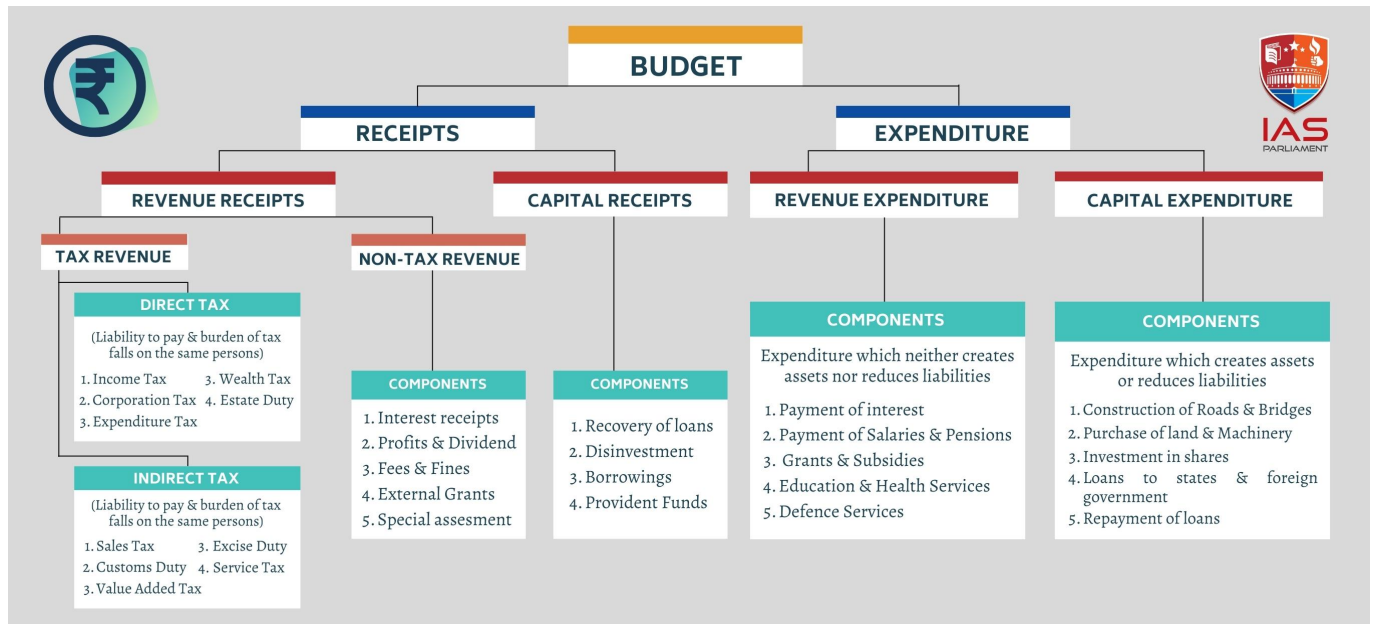 BUDGET
IAS
PARLIAMENT
RECEIPTS
EXPENDITURE
REVENUE RECEIPTS
CAPITAL RECEIPTS
REVENUE EXPENDITURE
CAPITAL EXPENDITURE
TAX REVENUE
NON-TAX REVENUE
DIRECT TAX
(Liability to pay & burden of tax
falls on the same persons)
1. Income Tax 3. Wealth Tax
2. Corporation Tax 4. Estate Duty
3. Expenditure Tax
INDIRECT TAX
(Liability to pay & burden of tax
falls on the same persons)
1. Sales Tax 3. Excise Duty
2. Customs Duty 4. Service Tax
3. Value Added Tax
COMPONENTS
1. Interest receipts
2. Profits & Dividend
3. Fees & Fines
4. External Grants
5. Special assesment
COMPONENTS
1. Recovery of loans
2. Disinvestment
3. Borrowings
4. Provident Funds
COMPONENTS
Expenditure which neither creates
assets nor reduces liabilities
1. Payment of interest
2. Payment of Salaries & Pensions
3. Grants & Subsidies
4. Education & Health Services
5. Defence Services
COMPONENTS
Expenditure which creates assets
or reduces liabilities
1. Construction of Roads & Bridges
2. Purchase of land & Machinery
3. Investment in shares
4. Loans to states & foreign
government
5. Repayment of loans